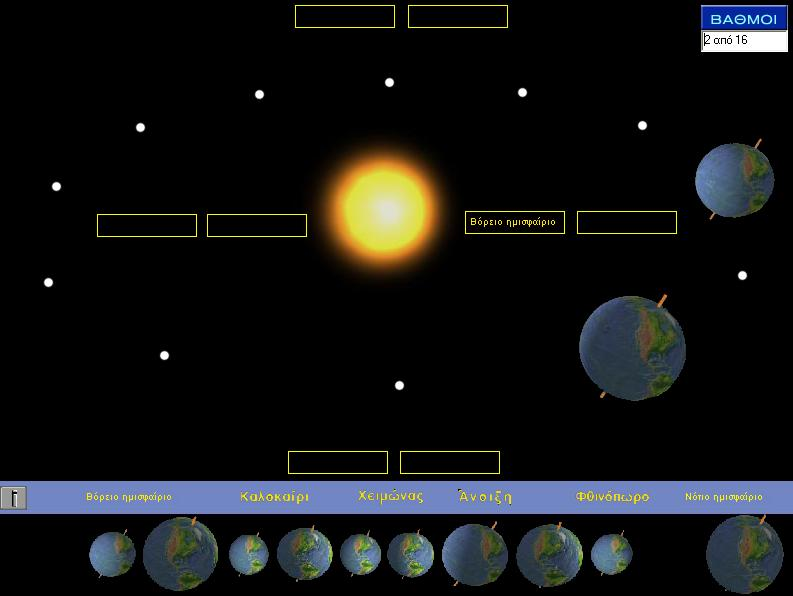 ΒΑΘΜΟΙ
2 από 16
Βόρειο ημισφαίριο
Βόρειο ημισφαίριο
Καλοκαίρι
Χειμώνας
Άνοιξη
Φθινόπωρο
Νότιο ημισφαίριο